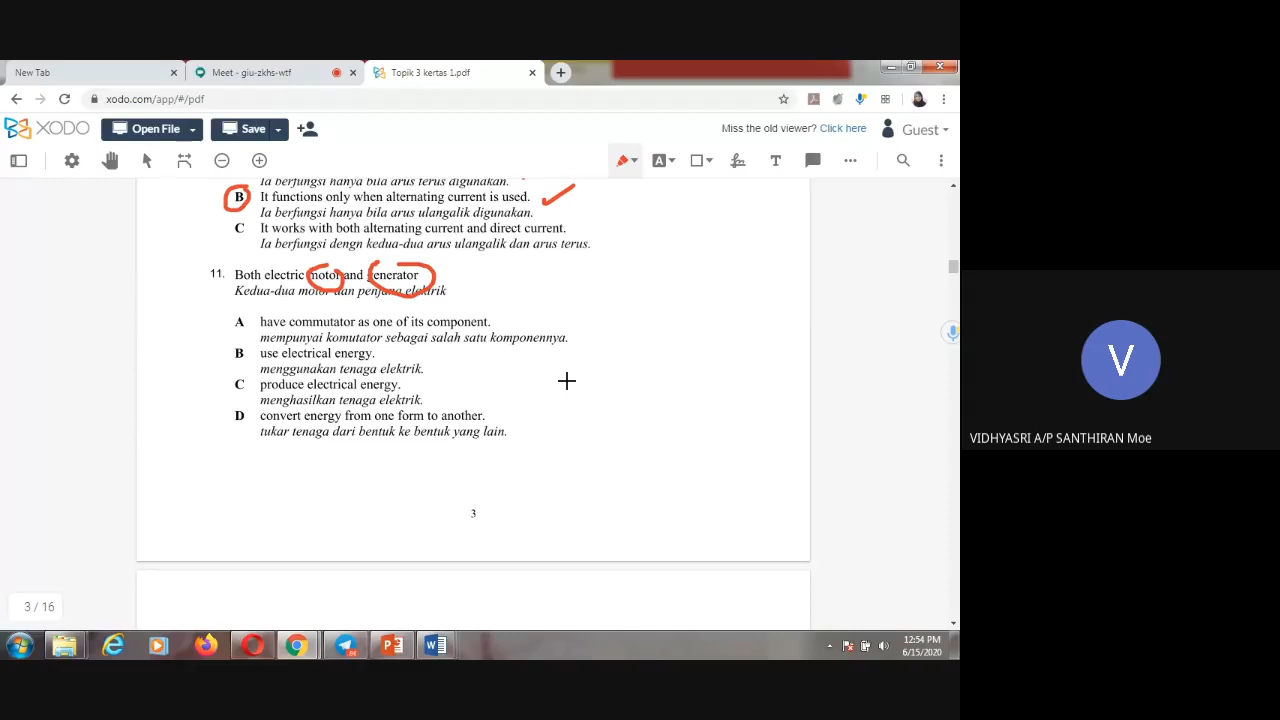 New Tab
Meet - giu-zkhs-wtf
Topik 3 kertas 1.pdf
xodo.com/app/#/pdf
XODO
Open File
Save
Miss the old viewer? Click here
Guest
Ia berfungsi hanya bila arus terus digunakan.
B It functions only when alternating current is used.
Ia berfungsi hanya bila arus ulangalik digunakan.
C It works with both alternating current and direct current.
Ia berfungsi dengn kedua-dua arus ulangalik dan arus terus.
11. Both electric motor and generator
Kedua-dua motor dan penjana elektrik
A have commutator as one of its component.
mempunyai komutator sebagai salah satu komponennya.
B use electrical energy.
menggunakan tenaga elektrik.
C produce electrical energy.
menghasilkan tenaga elektrik.
D convert energy from one form to another.
tukar tenaga dari bentuk ke bentuk yang lain.
3
3 / 16
12:54 PM
6/15/2020
V
VIDHYASRI A/P SANTHIRAN Moe